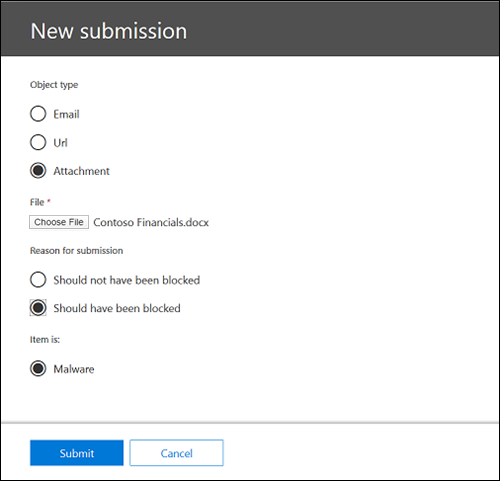 New submission
Object type
Email
Url
Attachment
File *
Choose File Contoso Financials.docx
Reason for submission
Should not have been blocked
Should have been blocked
Item is:
Malware
Submit Cancel